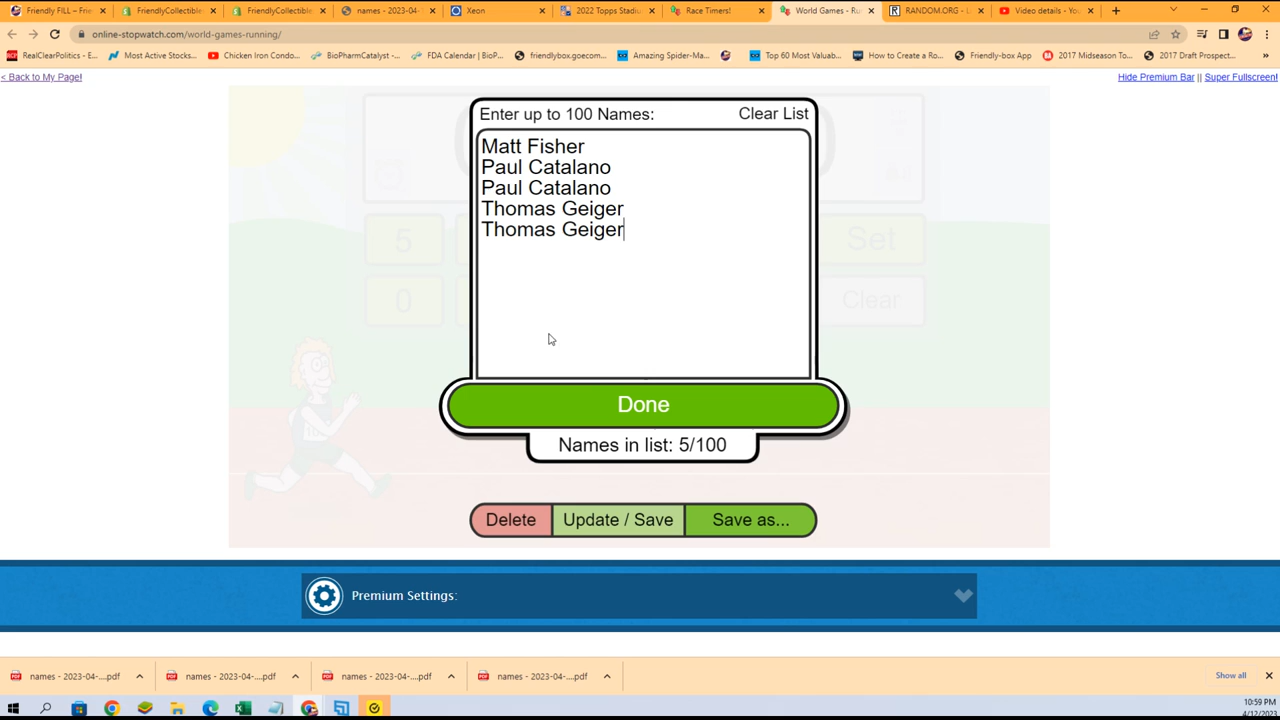 Friendly FILL – Frie
FriendlyCollectible
FriendlyCollectible
names - 2023-04-
Xeon
2022 Topps Stadiu
Race Timers!
World Games - Ru
RANDOM.ORG - L
Video details - You
online-stopwatch.com/world-games-running/
RealClearPolitics - E...
Most Active Stocks...
Chicken Iron Condo...
BioPharmCatalyst -...
FDA Calendar | BioP...
friendlybox.goecom...
Amazing Spider-Ma...
Top 60 Most Valuab...
How to Create a Ro...
Friendly-box App
2017 Midseason To...
2017 Draft Prospect...
< Back to My Page!
Hide Premium Bar || Super Fullscreen!
Enter up to 100 Names: Clear List
Matt Fisher
Paul Catalano
Paul Catalano
Thomas Geiger
Thomas Geiger
5
Set
0
Clear
Done
Names in list: 5/100
Delete Update / Save Save as...
Premium Settings:
names - 2023-04-....pdf
names - 2023-04-....pdf
names - 2023-04-....pdf
names - 2023-04-....pdf
Show all
10:59 PM
4/12/2023